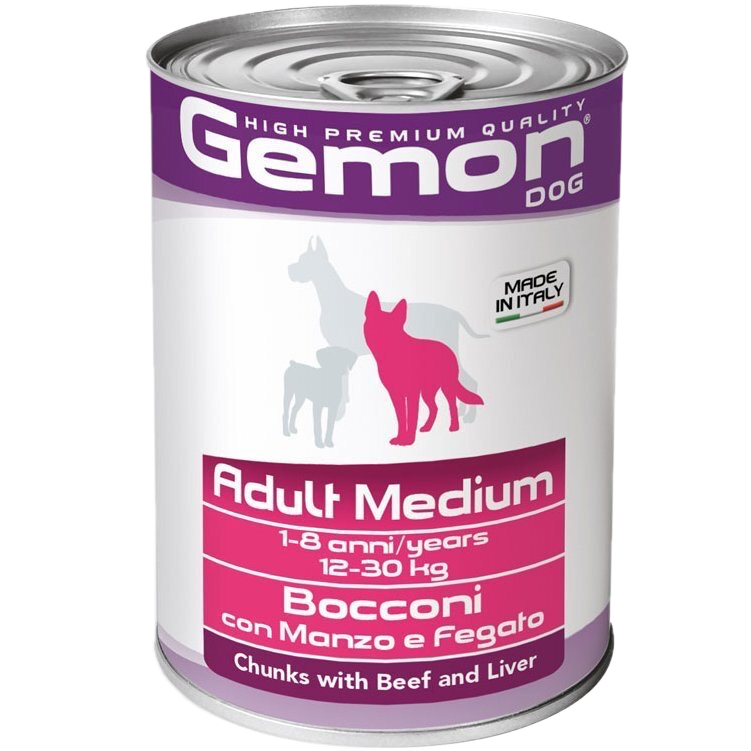 HIGH PREMIUM QUALITY
Gemon®
DOG
MADE
IN ITALY
Adult Medium
1-8 anni/years
12-30 kg
Bocconi
con Manzo e Fegato
Chunks with Beef and Liver